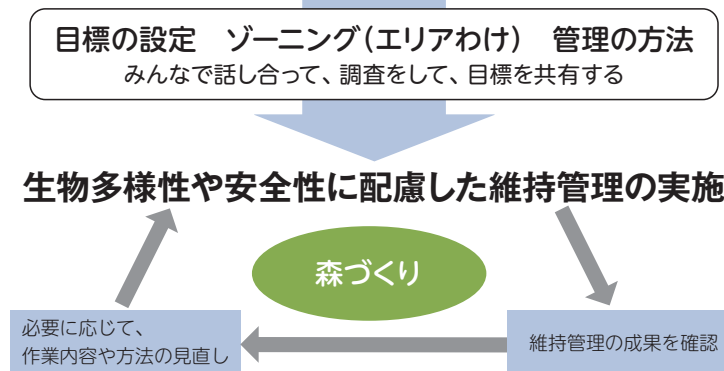 目標の設定　ゾーニング（エリアわけ）　管理の方法
みんなで話し合って、調査をして、目標を共有する
生物多様性や安全性に配慮した維持管理の実施
森づくり
必要に応じて、
作業内容や方法の見直し
維持管理の成果を確認